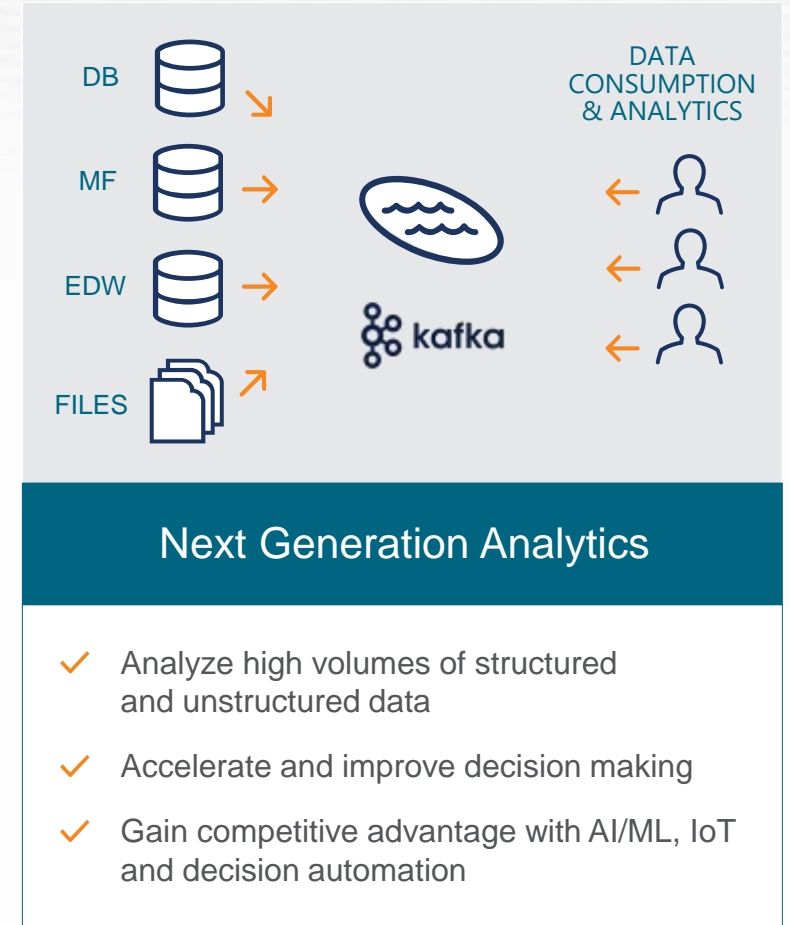 DB
MF
EDW
FILES
kafka
DATA
CONSUMPTION
& ANALYTICS
Next Generation Analytics
Analyze high volumes of structured
and unstructured data
Accelerate and improve decision making
Gain competitive advantage with AI/ML, IoT
and decision automation